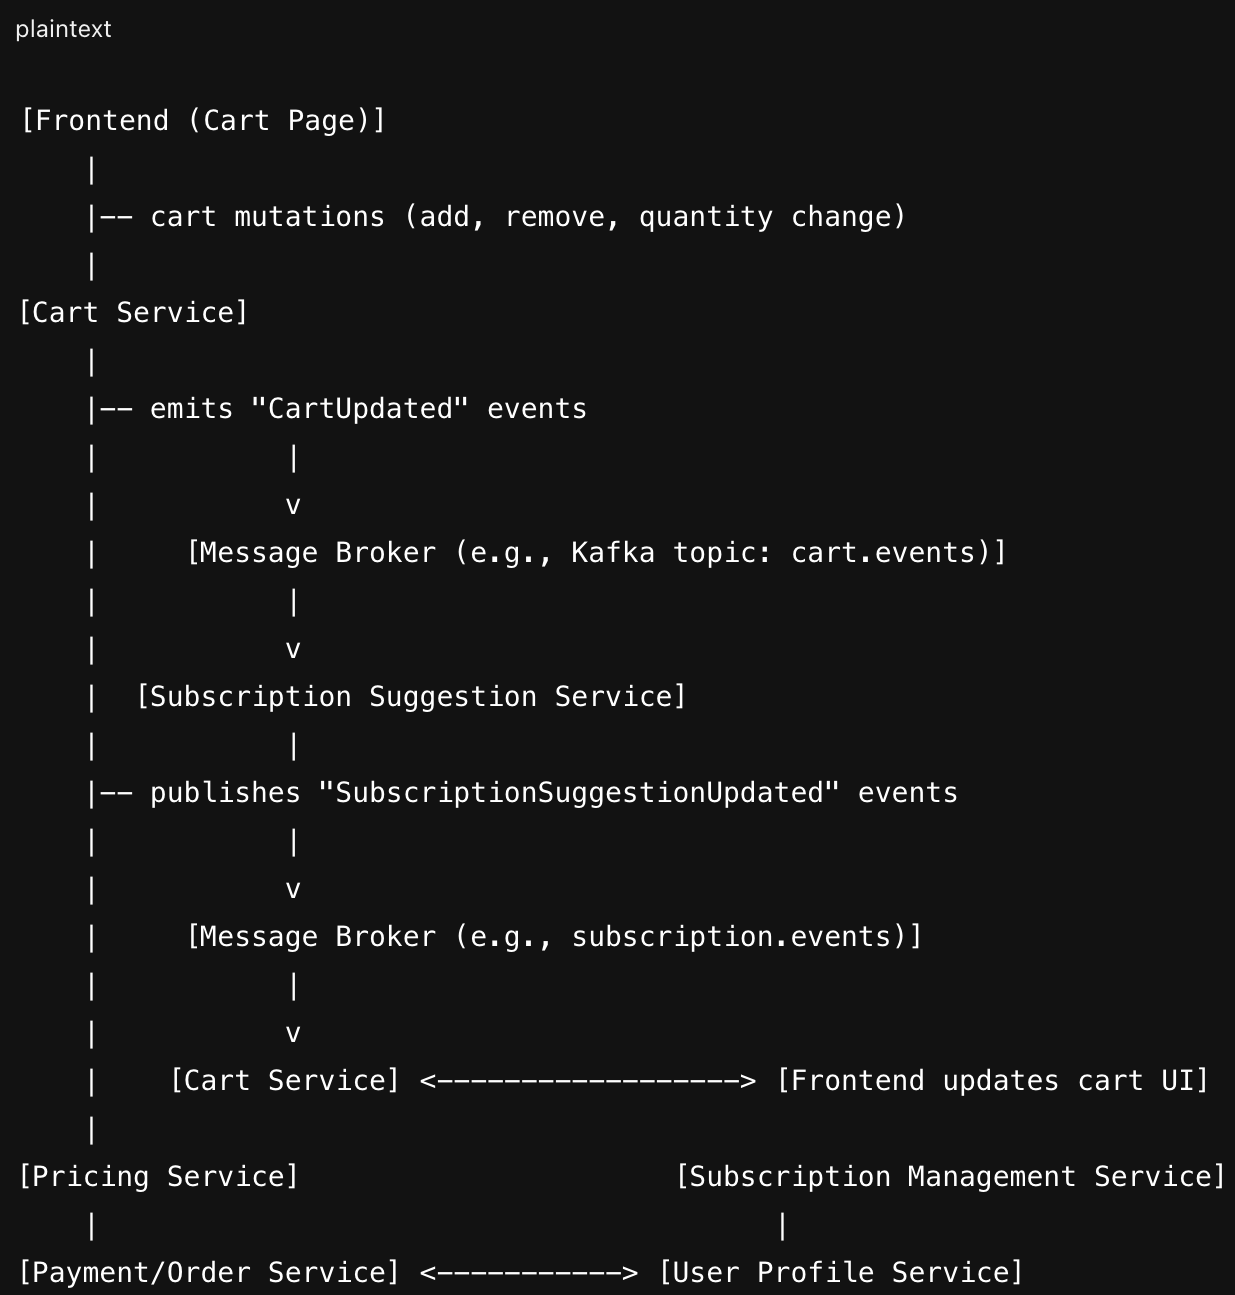 plaintext
[Frontend (Cart Page)]
    |
    |-- cart mutations (add, remove, quantity change)
    |
[Cart Service]
    |
    |-- emits "CartUpdated" events
    |           |
    |           v
    |     [Message Broker (e.g., Kafka topic: cart.events)]
    |           |
    |           v
    |  [Subscription Suggestion Service]
    |           |
    |-- publishes "SubscriptionSuggestionUpdated" events
    |           |
    |           v
    |     [Message Broker (e.g., subscription.events)]
    |           |
    |           v
    |    [Cart Service] <------------------> [Frontend updates cart UI]
    |
[Pricing Service]                      [Subscription Management Service]
    |                                        |
[Payment/Order Service] <-----------> [User Profile Service]